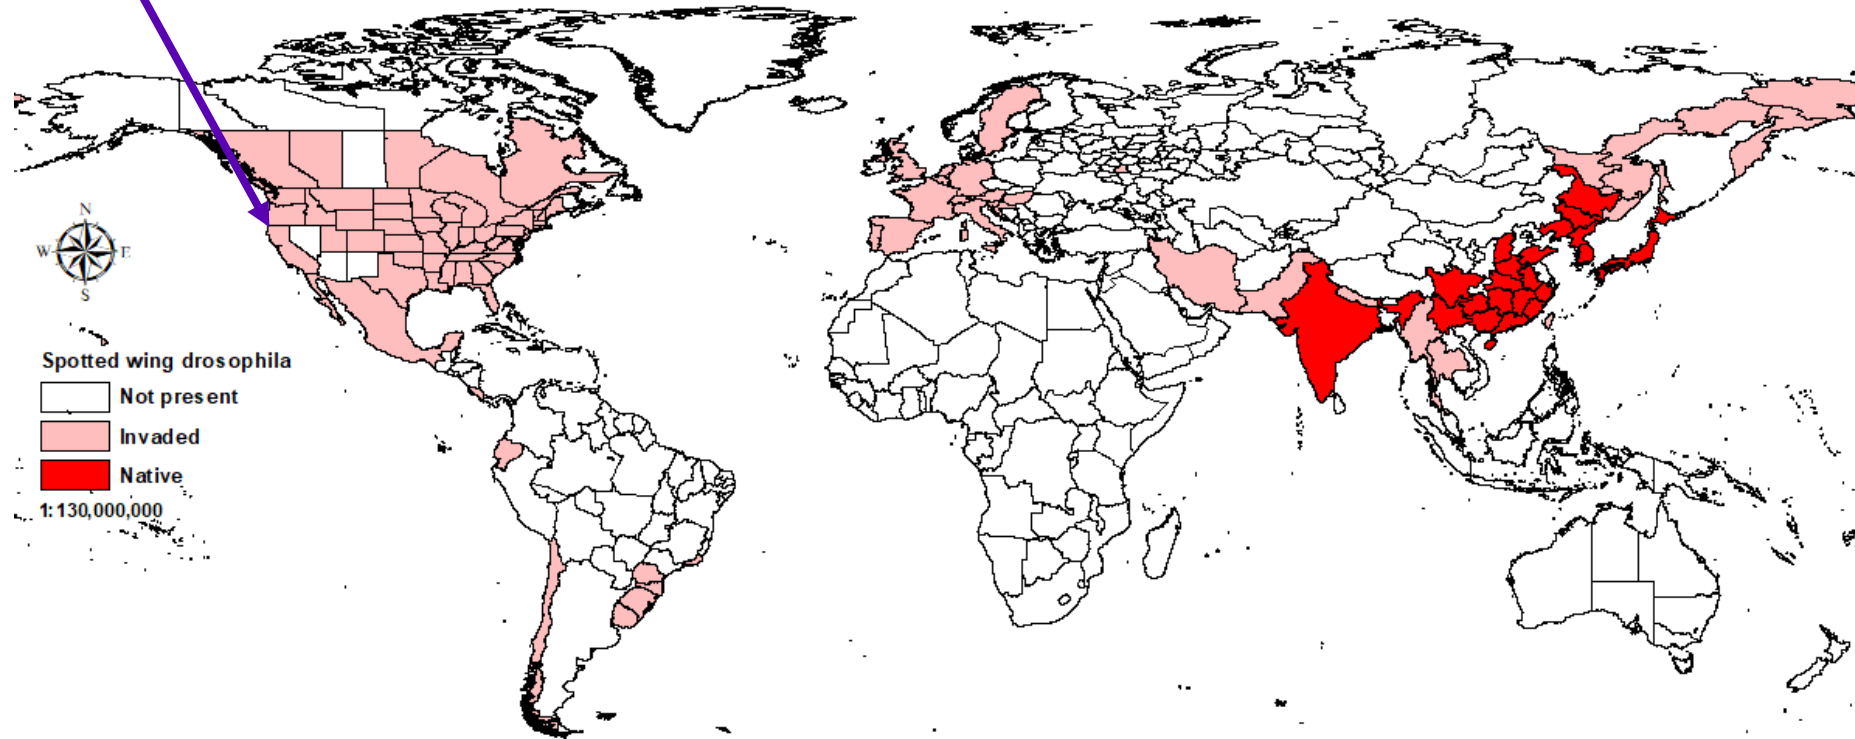 N
W E
S
Spotted wing drosophila
Not present
Invaded
Native
1:130,000,000